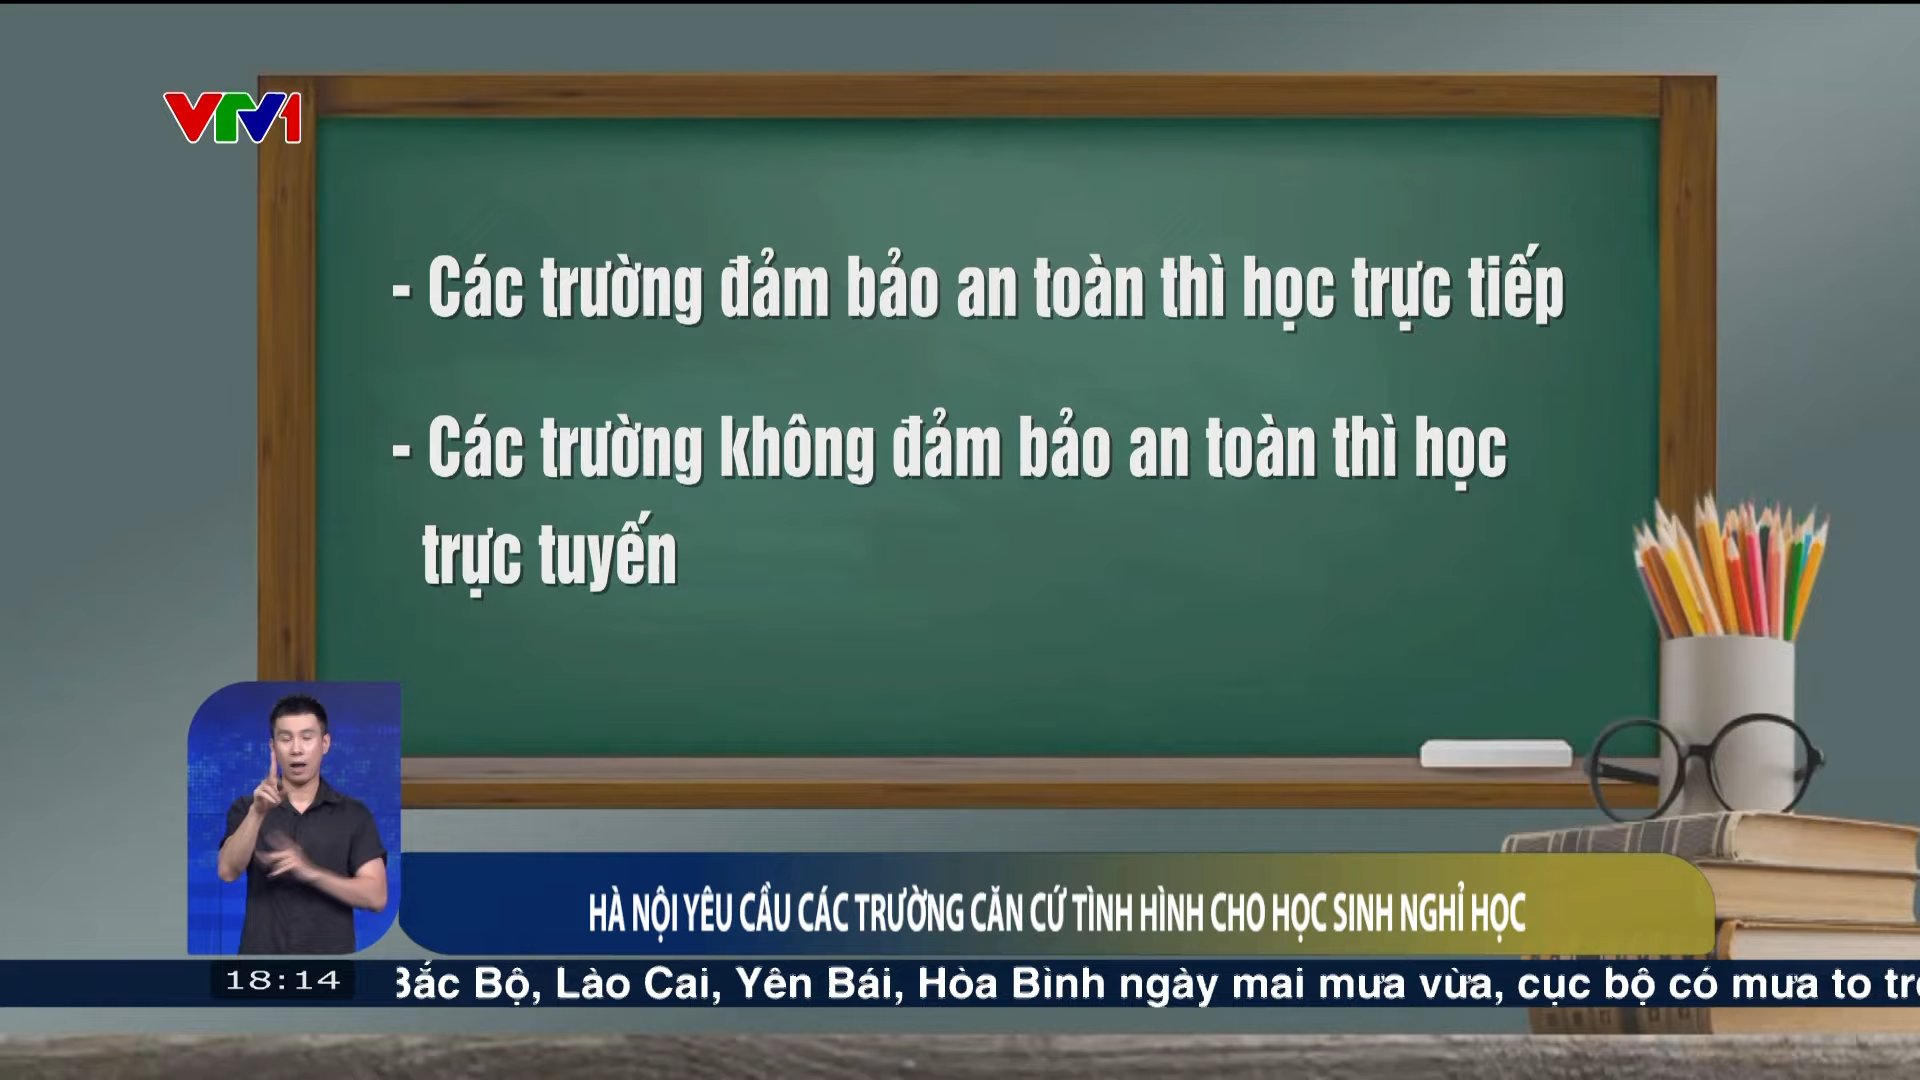 VTV1
- Các trường đảm bảo an toàn thì học trực tiếp
- Các trường không đảm bảo an toàn thì học
trực tuyến
HÀ NỘI YÊU CẦU CÁC TRƯỜNG CĂN CỨ TÌNH HÌNH CHO HỌC SINH NGHỈ HỌC
18:14
Bắc Bộ, Lào Cai, Yên Bái, Hòa Bình ngày mai mưa vừa, cục bộ có mưa to